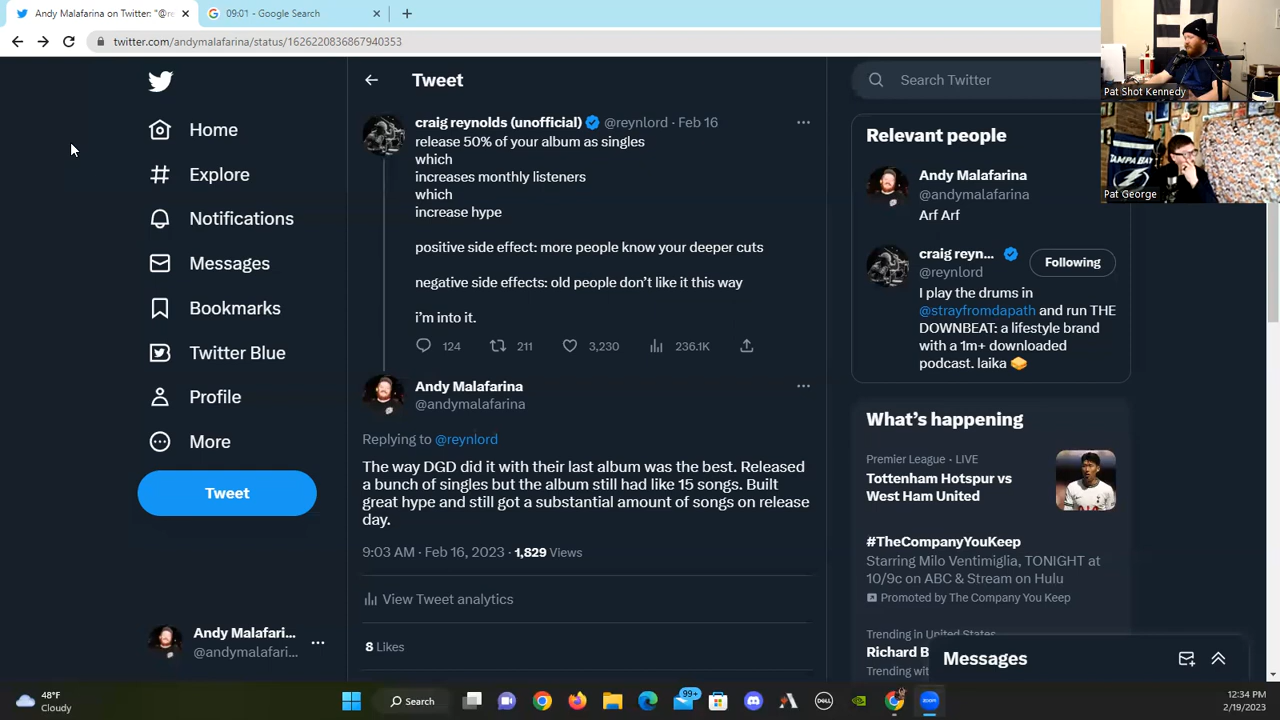 Andy Malafarina on Twitter: "@re
09:01 - Google Search
twitter.com/andymalafarina/status/1626220836867940353
Home
Explore
Notifications
Messages
Bookmarks
Twitter Blue
Profile
More
Tweet
Andy Malafari...
@andymalafari...
Tweet
craig reynolds (unofficial) @reynlord · Feb 16
release 50% of your album as singles
which
increases monthly listeners
which
increase hype
positive side effect: more people know your deeper cuts
negative side effects: old people don't like it this way
i'm into it.
124 211 3,230 236.1K
Andy Malafarina
@andymalafarina
Replying to @reynlord
The way DGD did it with their last album was the best. Released
a bunch of singles but the album still had like 15 songs. Built
great hype and still got a substantial amount of songs on release
day.
9:03 AM · Feb 16, 2023 · 1,829 Views
View Tweet analytics
8 Likes
Search Twitter
Relevant people
Andy Malafarina
@andymalafarina
Arf Arf
craig reyn...
@reynlord
Following
I play the drums in
@strayfromdapath and run THE
DOWNBEAT: a lifestyle brand
with a 1m+ downloaded
podcast. laika
What's happening
Premier League · LIVE
Tottenham Hotspur vs
West Ham United
#TheCompanyYouKeep
Starring Milo Ventimiglia, TONIGHT at
10/9c on ABC & Stream on Hulu
Promoted by The Company You Keep
Trending in United States
Richard B
Trending wit
Messages
Pat Shot Kennedy
TAMPA BAY
Pat George
48°F
Cloudy
Search
99+
DELL
zoom
12:34 PM
2/19/2023